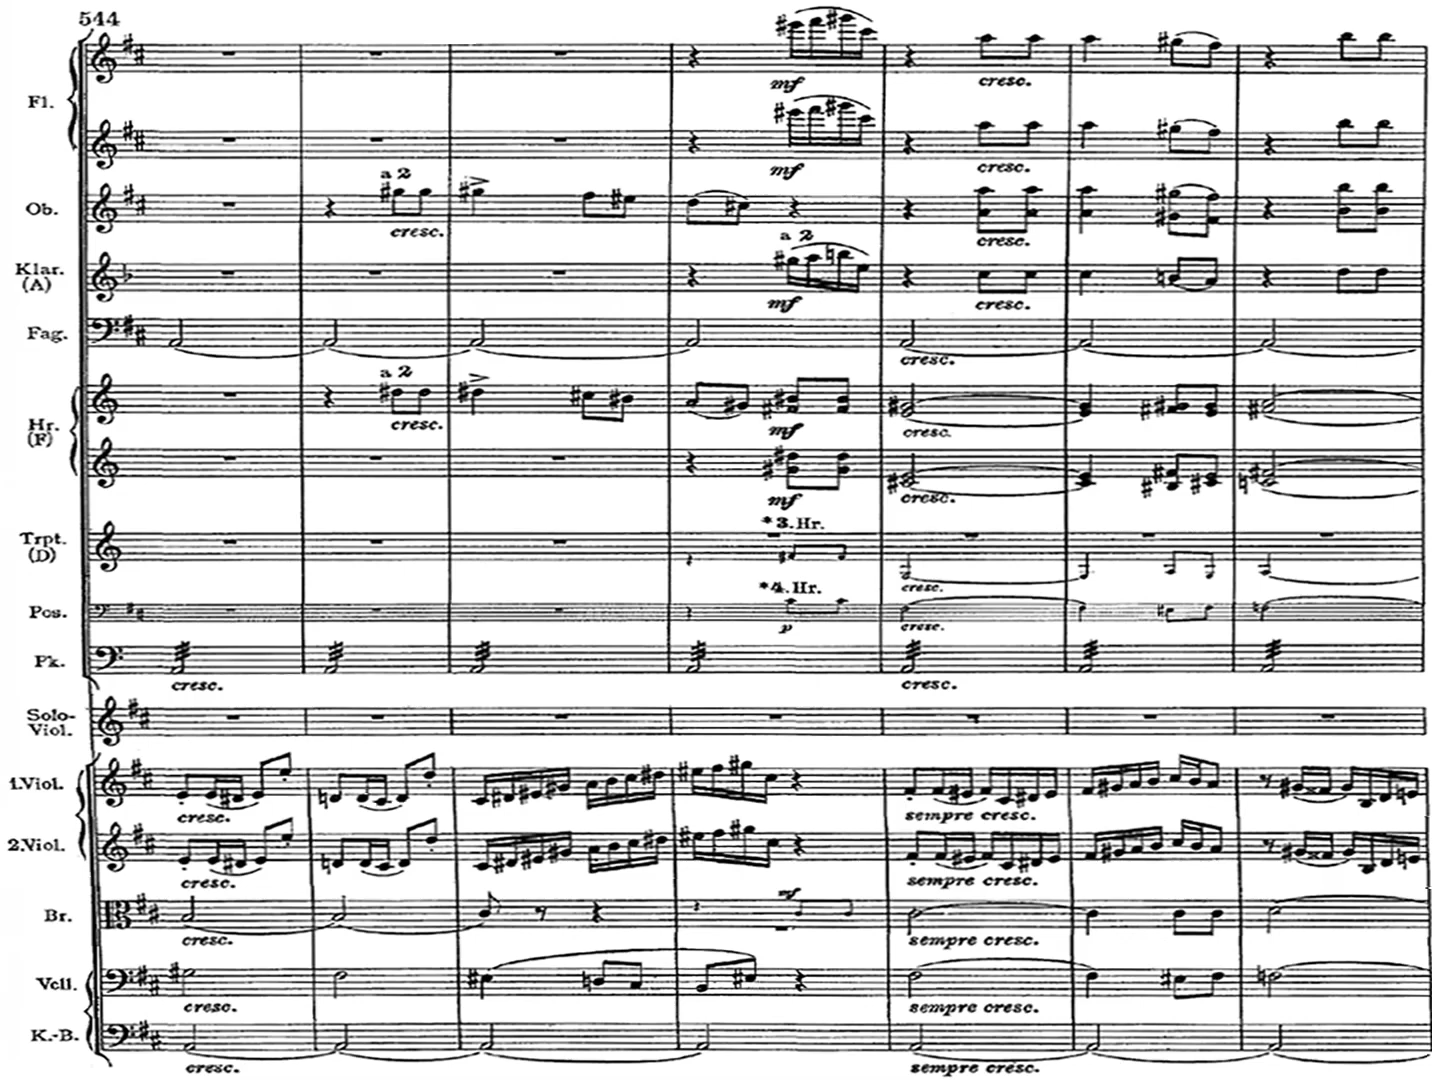 544
Fl.
mf
cresc.
mf
cresc.
a 2
Ob.
cresc.
cresc.
a 2
Klar.
(A)
mf
cresc.
Fag.
cresc.
a 2
cresc.
mf
cresc.
Hr.
(F)
mf
cresc.
*3. Hr.
Trpt.
(D)
cresc.
*4. Hr.
Pos.
p
cresc.
Pk.
cresc.
cresc.
Solo-
Viol.
1.Viol.
cresc.
sempre cresc.
2.Viol.
cresc.
sempre cresc.
mf
Br.
cresc.
sempre cresc.
Vcll.
cresc.
sempre cresc.
K.-B.
cresc.
sempre cresc.